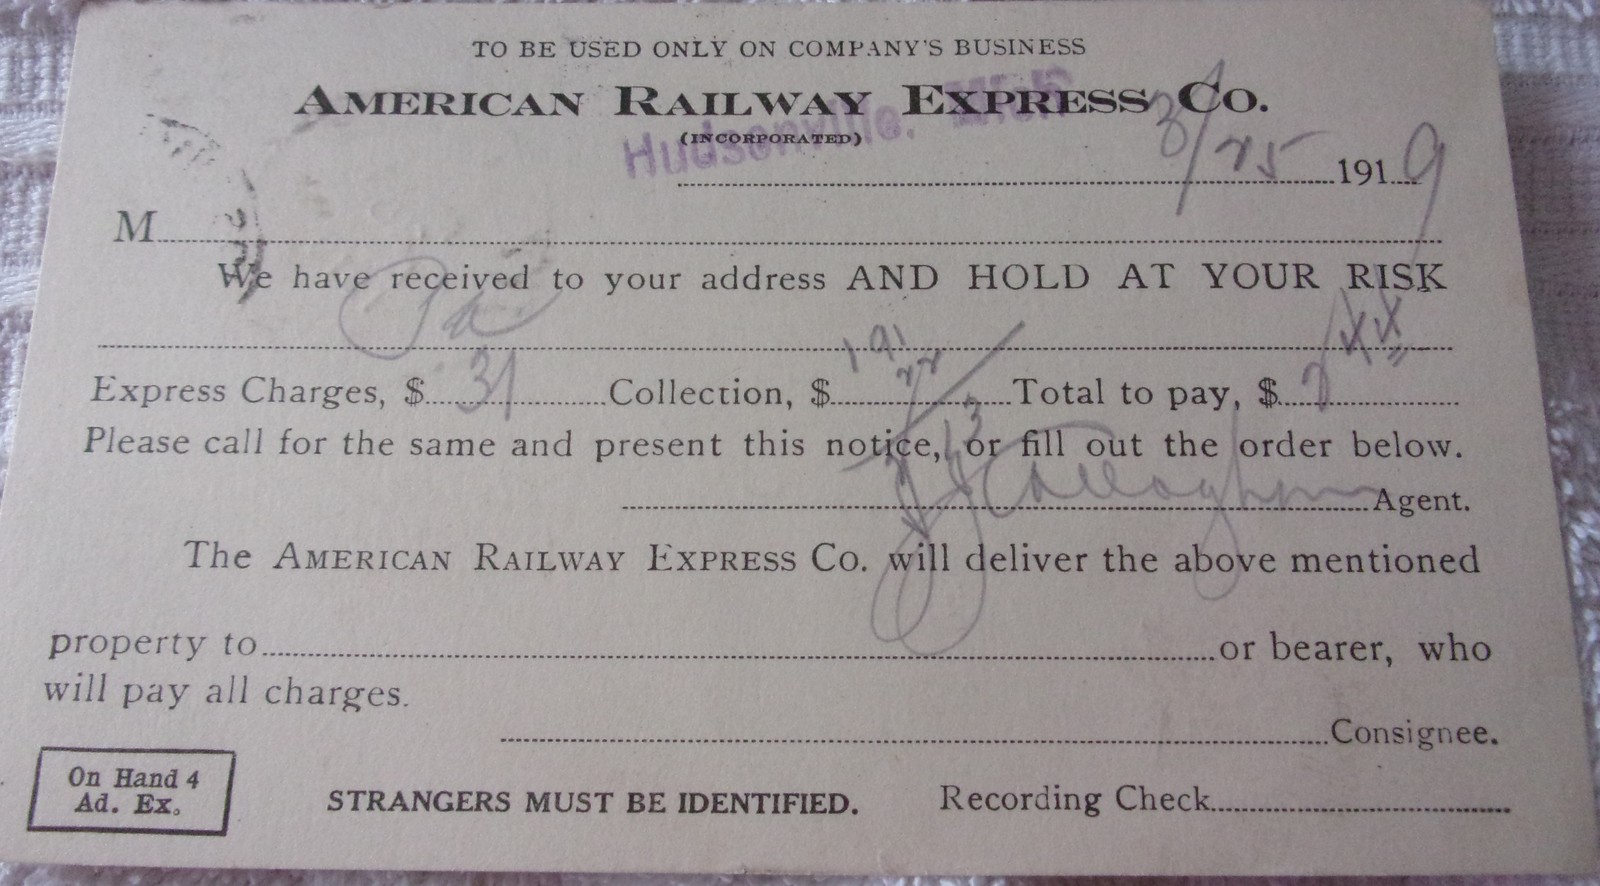 TO BE USED ONLY ON COMPANY'S BUSINESS
AMERICAN RAILWAY EXPRESS CO.
(INCORPORATED)
Hudsonville, Mich
3/25 1919
M
We have received to your address AND HOLD AT YOUR RISK
Express Charges, $ 31 Collection, $ Total to pay, $
Please call for the same and present this notice, or fill out the order below.
Callaghan Agent.
The AMERICAN RAILWAY EXPRESS Co. will deliver the above mentioned
property to or bearer, who
will pay all charges.
Consignee.
On Hand 4
Ad. Ex.
STRANGERS MUST BE IDENTIFIED. Recording Check